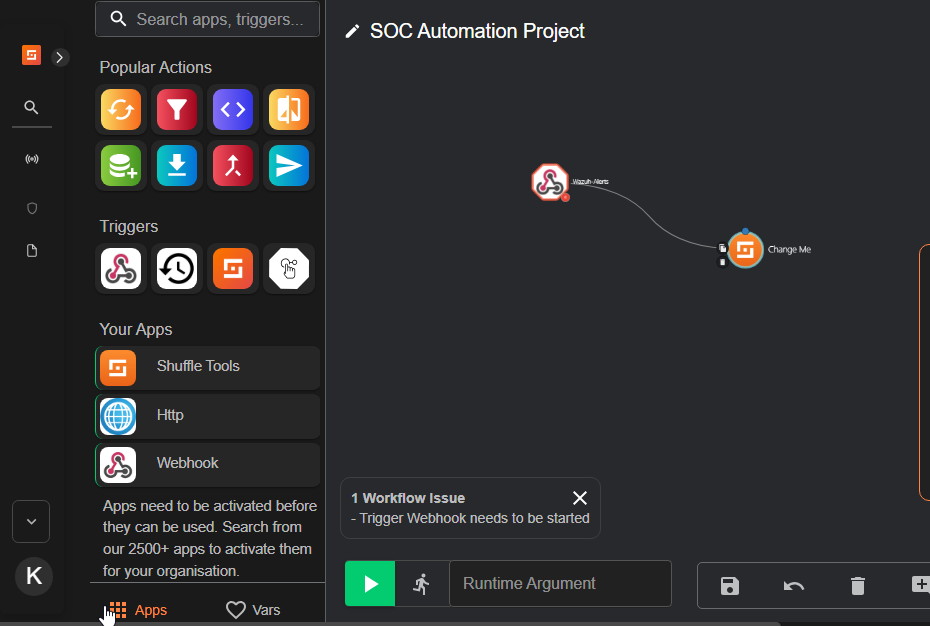 Search apps, triggers...
SOC Automation Project
Popular Actions
Wazuh-Alerts
Change Me
Triggers
Your Apps
Shuffle Tools
Http
Webhook
Apps need to be activated before
they can be used. Search from
our 2500+ apps to activate them
for your organisation.
1 Workflow Issue
- Trigger Webhook needs to be started
K
Runtime Argument
Apps
Vars